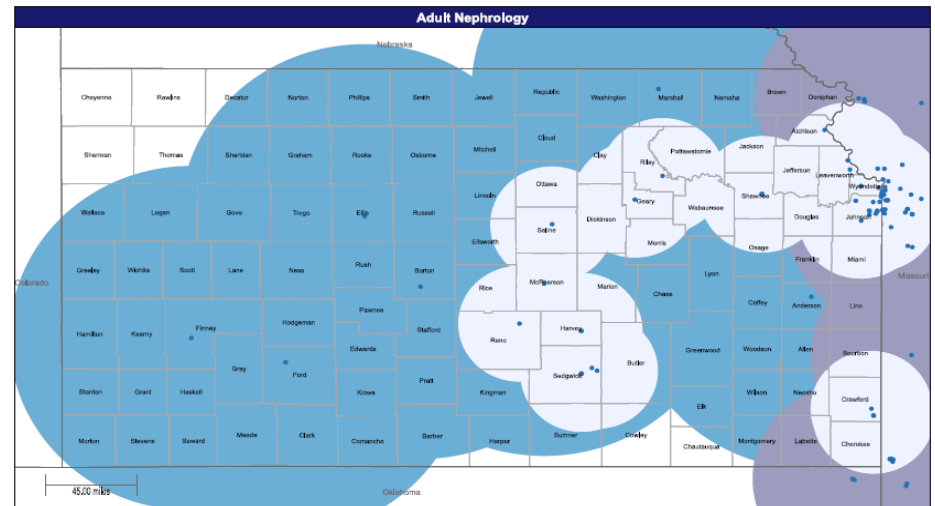 Adult Nephrology
Nebraska
Cheyenne Rawlins Decatur Norton Phillips Smith Jewell Republic Washington Marshall Nemaha Brown Doniphan
Atchison
Sherman Thomas Sheridan Graham Rooks Osborne Mitchell Cloud Clay Riley Pottawatomie Jackson
Jefferson Leavenworth
Wyandotte
Ottawa
Lincoln
Wallace Logan Gove Trego Ellis Russell Dickinson Geary Wabaunsee Shawnee Douglas Johnson
Saline
Ellsworth Morris Osage
Franklin Miami
Greeley Wichita Scott Lane Ness Rush Barton
Colorado
Missouri
Rice McPherson Marion Chase Lyon Coffey Anderson Linn
Pawnee
Hamilton Kearny Finney Hodgeman Stafford
Reno Harvey
Edwards
Gray Ford Sedgwick Butler Greenwood Woodson Allen Bourbon
Pratt
Stanton Grant Haskell Kiowa Kingman Elk Wilson Neosho Crawford
Morton Stevens Seward Meade Clark Comanche Barber Harper Sumner Cowley Chautauqua Montgomery Labette Cherokee
45.00 miles
Oklahoma